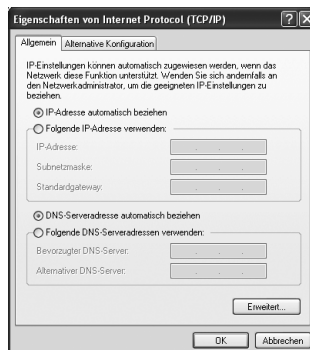 Eigenschaften von Internet Protocol (TCP/IP)
Allgemein Alternative Konfiguration
IP-Einstellungen können automatisch zugewiesen werden, wenn das
Netzwerk diese Funktion unterstützt. Wenden Sie sich andernfalls an
den Netzwerkadministrator, um die geeigneten IP-Einstellungen zu
beziehen.
IP-Adresse automatisch beziehen
Folgende IP-Adresse verwenden:
IP-Adresse:
Subnetzmaske:
Standardgateway:
DNS-Serveradresse automatisch beziehen
Folgende DNS-Serveradressen verwenden:
Bevorzugter DNS-Server:
Alternativer DNS-Server:
Erweitert...
OK Abbrechen